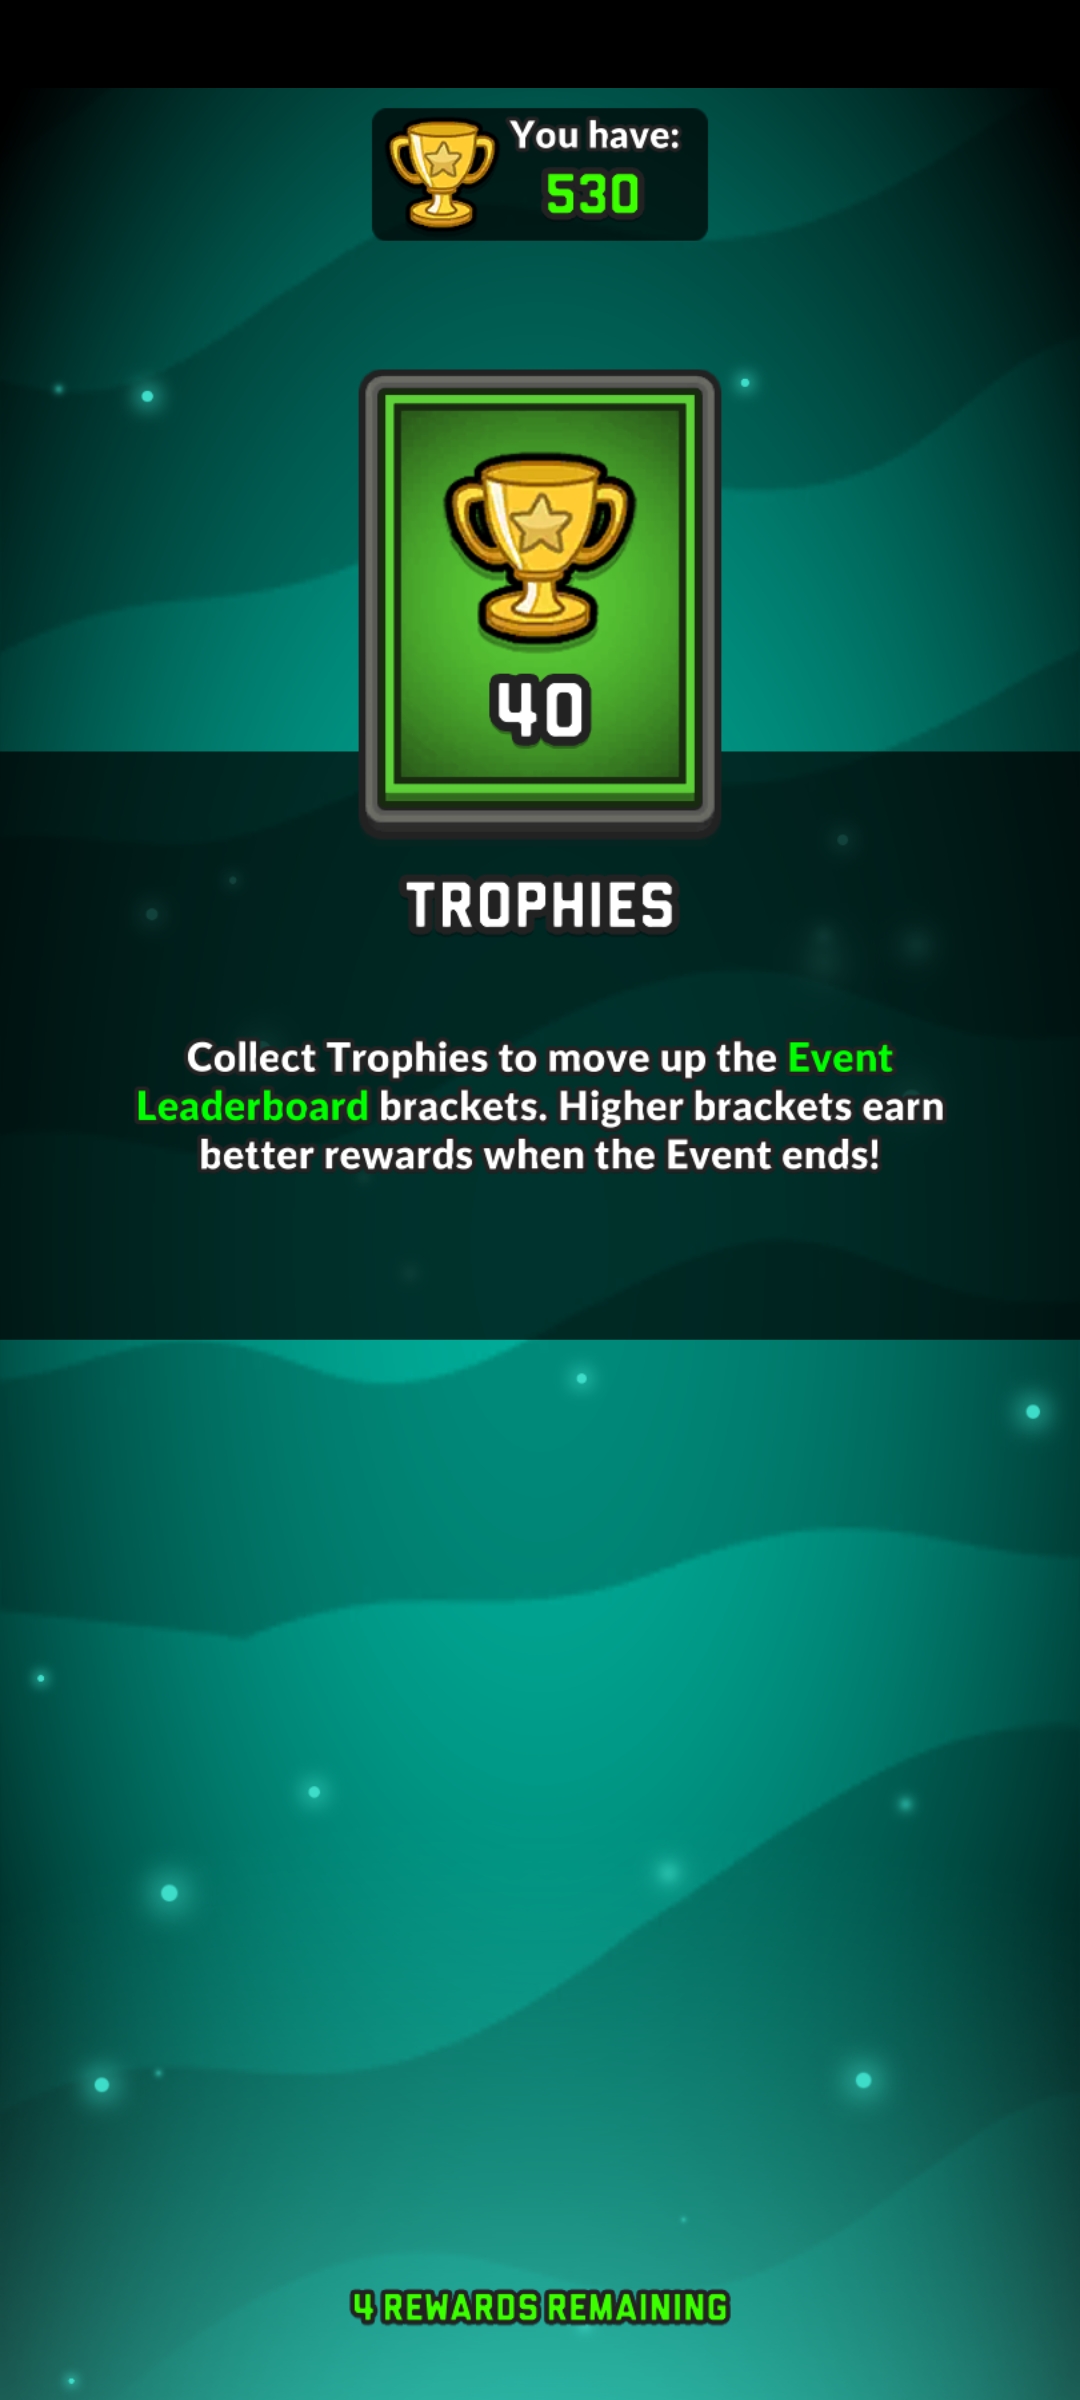 You have:
530
40
TROPHIES
Collect Trophies to move up the Event
Leaderboard brackets. Higher brackets earn
better rewards when the Event ends!
4 REWARDS REMAINING